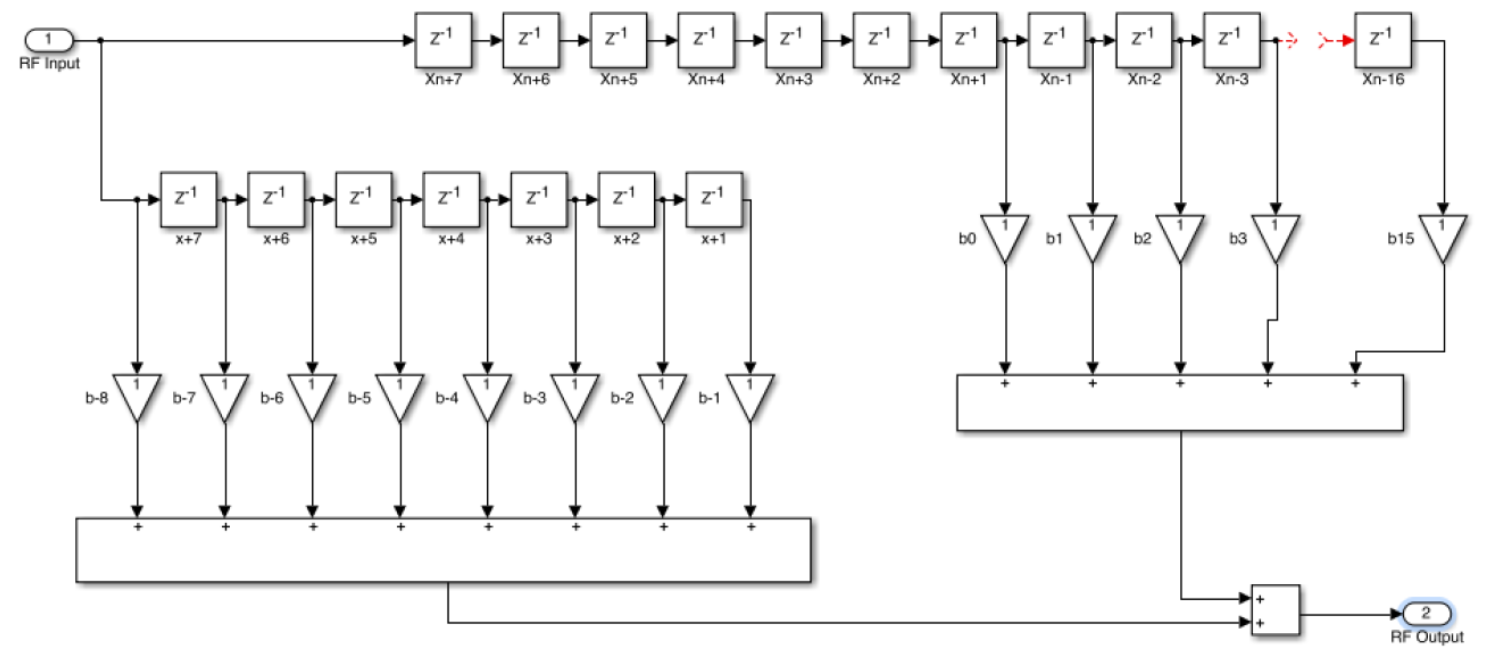 1
RF Input
Z-1 Z-1 Z-1 Z-1 Z-1 Z-1 Z-1 Z-1 Z-1 Z-1 Z-1
Xn+7 Xn+6 Xn+5 Xn+4 Xn+3 Xn+2 Xn+1 Xn-1 Xn-2 Xn-3 Xn-16
Z-1 Z-1 Z-1 Z-1 Z-1 Z-1 Z-1
x+7 x+6 x+5 x+4 x+3 x+2 x+1
1 1 1 1 1
b0 b1 b2 b3 b15
1 1 1 1 1 1 1 1
b-8 b-7 b-6 b-5 b-4 b-3 b-2 b-1
+ + + + +
+ + + + + + + +
+
+
2
RF Output